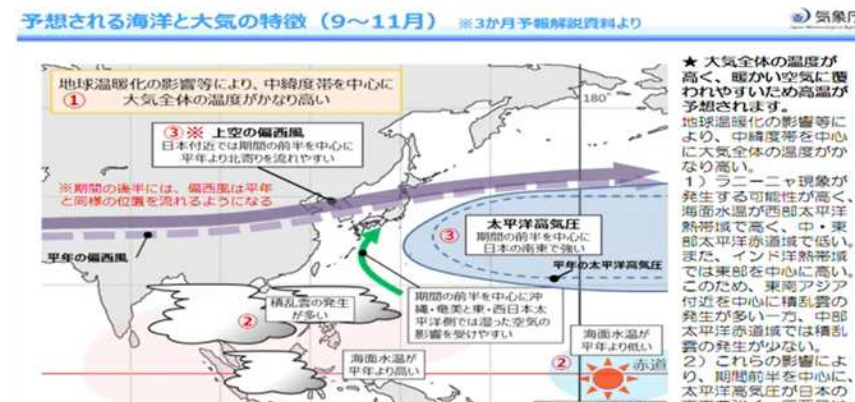 予想される海洋と大気の特徴（9～11月） ※3か月予報解説資料より
気象庁
地球温暖化の影響等により、中緯度帯を中心に
① 大気全体の温度がかなり高い
180°
③※ 上空の偏西風
日本付近では期間の前半を中心に
平年より北寄りを流れやすい
※期間の後半には、偏西風は平年
と同様の位置を流れるようになる
平年の偏西風
③
太平洋高気圧
期間の前半を中心に
日本の南東で強い
平年の太平洋高気圧
積乱雲の発生
が多い
②
期間の前半を中心に沖
縄・奄美と東・西日本太
平洋側では湿った空気の
影響を受けやすい
海面水温が
平年より高い
海面水温が
平年より低い
②
赤道
★ 大気全体の温度が
高く、暖かい空気に覆
われやすいため高温が
予想されます。
地球温暖化の影響等に
より、中緯度帯を中心
に大気全体の温度がか
なり高い。
1）ラニーニャ現象が
発生する可能性が高く、
海面水温が西部太平洋
熱帯域で高く、中・東
部太平洋赤道域で低い。
また、インド洋熱帯域
では東部を中心に高い。
このため、東南アジア
付近を中心に積乱雲の
発生が多い一方、中部
太平洋赤道域では積乱
雲の発生が少ない。
2）これらの影響によ
り、期間前半を中心に、
太平洋高気圧が日本の